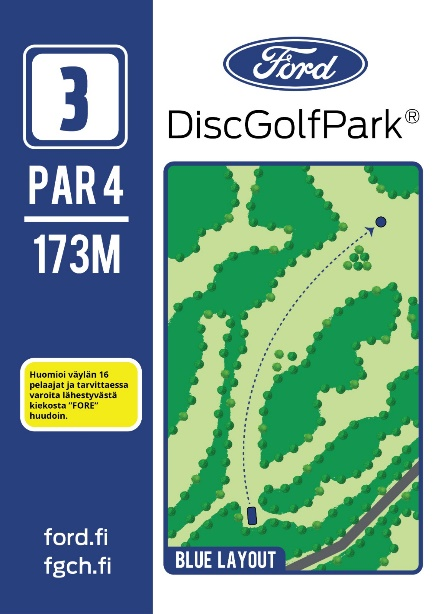 3
PAR 4
173M
Huomioi väylän 16
pelaajat ja tarvittaessa
varoita lähestyvästä
kiekosta "FORE"
huudoin.
ford.fi
fgch.fi
Ford
DiscGolfPark®
BLUE LAYOUT